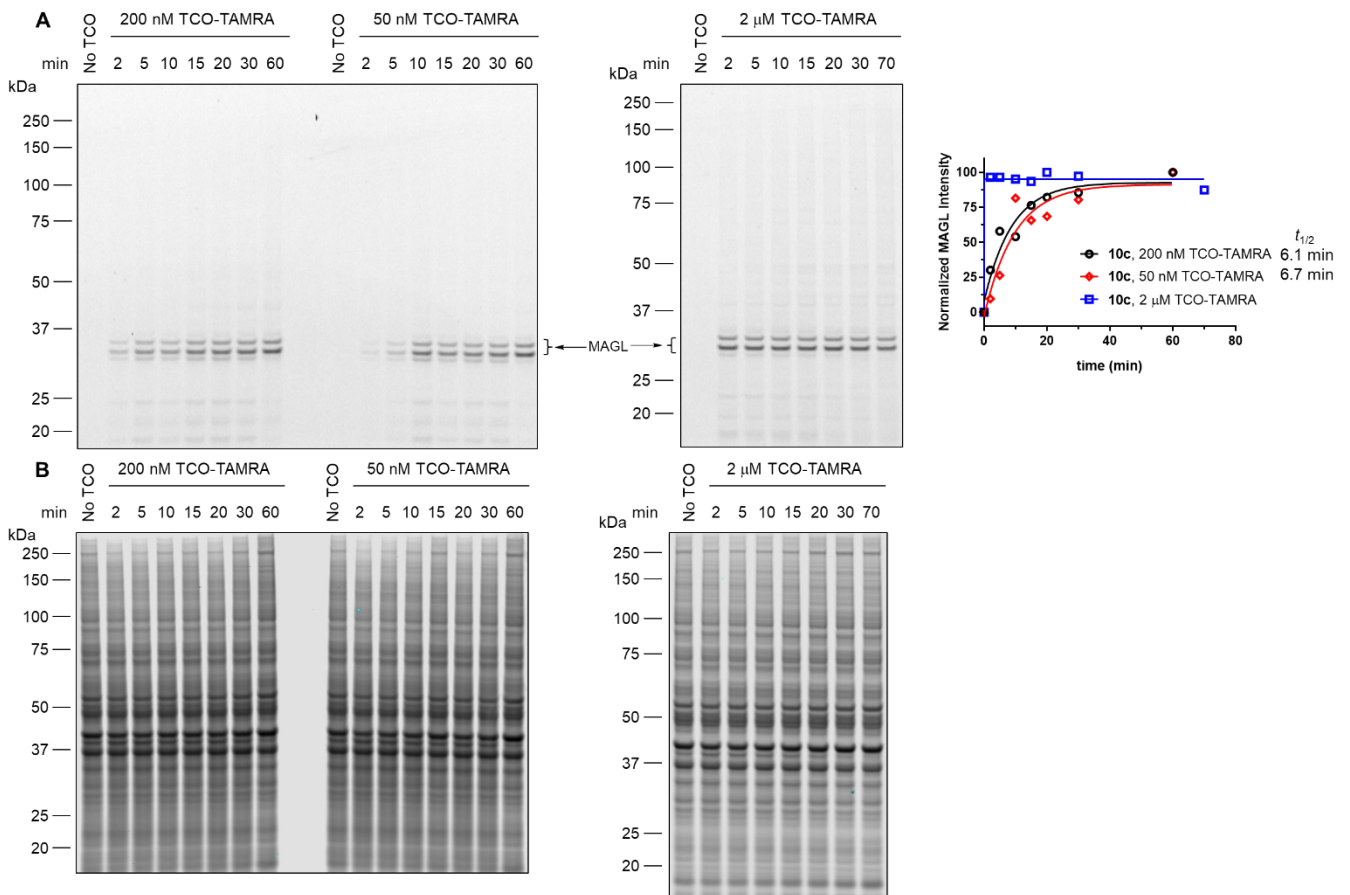 A
200 nM TCO-TAMRA
50 nM TCO-TAMRA
2 μM TCO-TAMRA
min No TCO 2 5 10 15 20 30 60 No TCO 2 5 10 15 20 30 60
min No TCO 2 5 10 15 20 30 70
kDa
250
150
100
75
50
37
25
20
MAGL
kDa
250
150
100
75
50
37
25
20
Normalized MAGL Intensity
100
75
50
25
0
0 20 40 60 80
time (min)
t1/2
10c, 200 nM TCO-TAMRA 6.1 min
10c, 50 nM TCO-TAMRA 6.7 min
10c, 2 μM TCO-TAMRA
B
200 nM TCO-TAMRA
50 nM TCO-TAMRA
2 μM TCO-TAMRA
min No TCO 2 5 10 15 20 30 60 No TCO 2 5 10 15 20 30 60
min No TCO 2 5 10 15 20 30 70
kDa
250
150
100
75
50
37
25
20
kDa
250
150
100
75
50
37
25
20